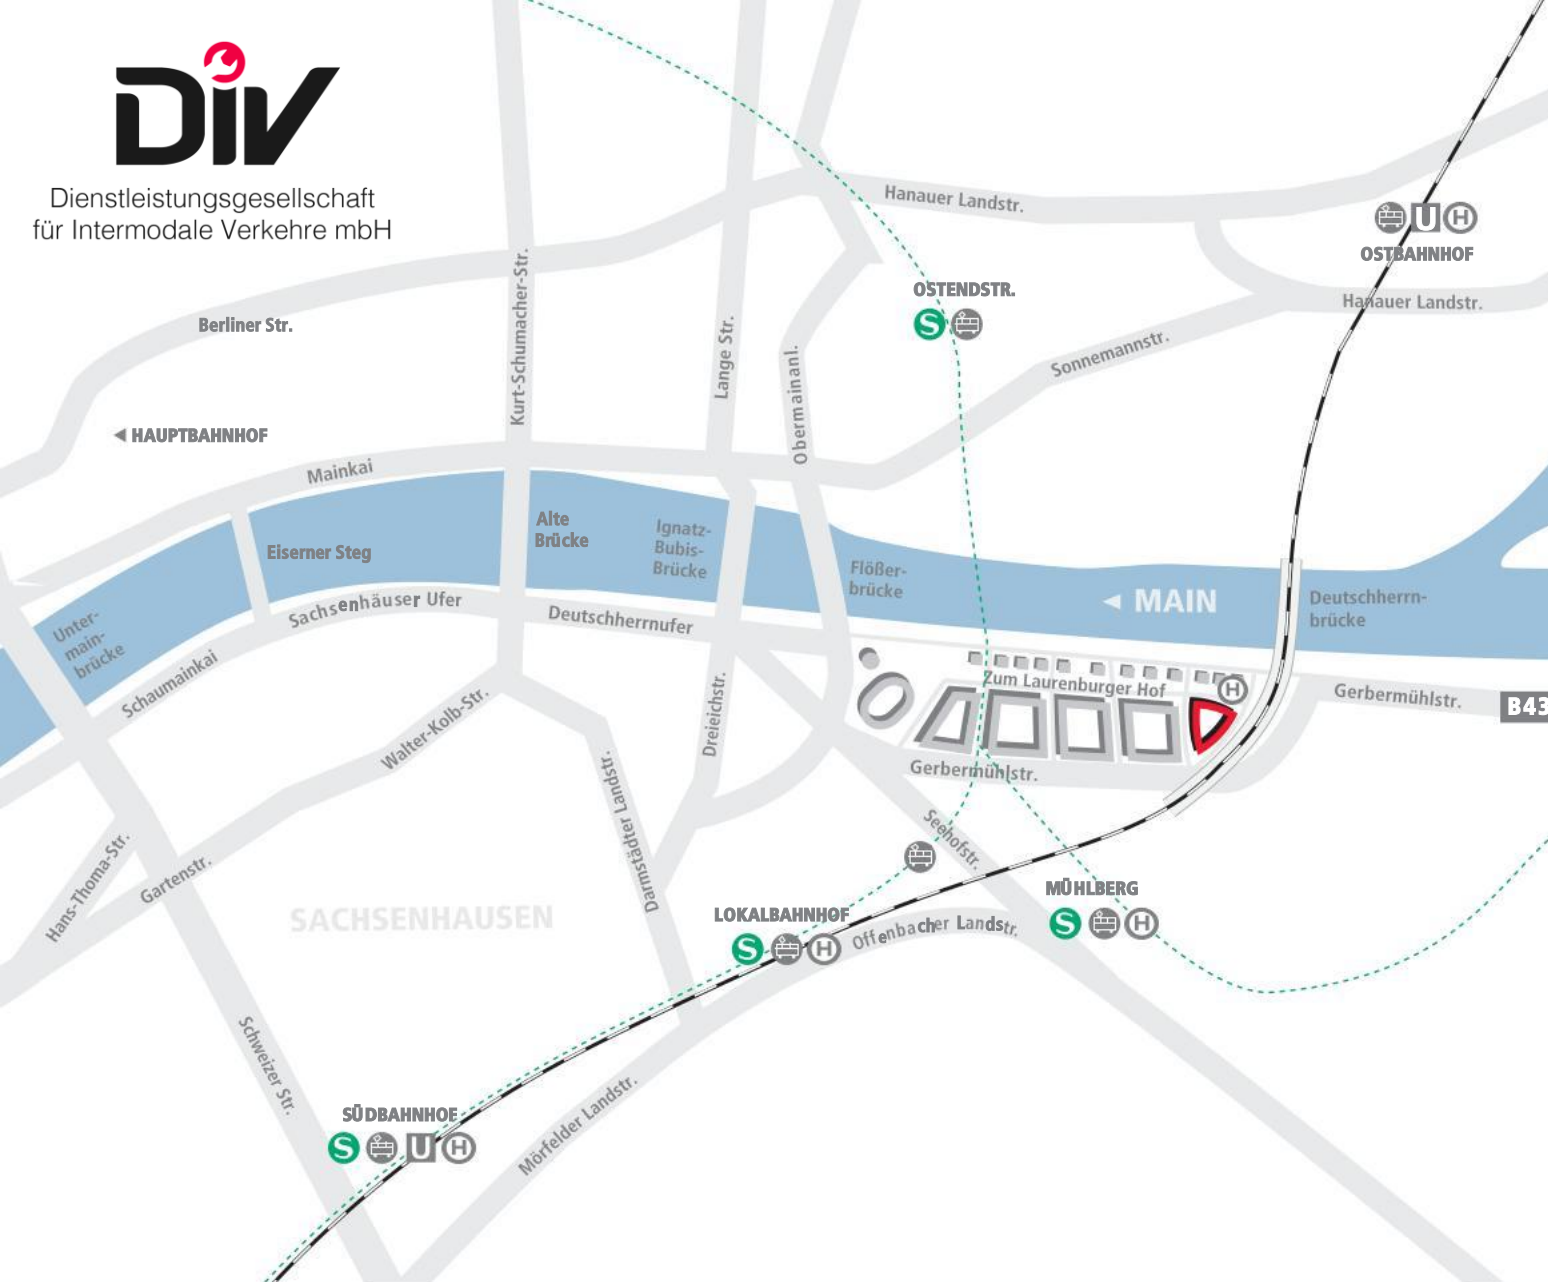 DiV
Dienstleistungsgesellschaft
für Intermodale Verkehre mbH
Hanauer Landstr.
U H
OSTBAHNHOF
Hanauer Landstr.
OSTENDSTR.
S
Berliner Str.
Kurt-Schumacher-Str.
Lange Str.
Obermainanl.
Sonnemannstr.
HAUPTBAHNHOF
Mainkai
Eiserner Steg
Alte
Brücke
Ignatz-
Bubis-
Brücke
Flößer-
brücke
MAIN
Deutschherrn-
brücke
Unter-
main-
brücke
Sachsenhäuser Ufer
Deutschherrnufer
Schaumainkai
Zum Laurenburger Hof
H
Gerbermühlstr.
B43
Walter-Kolb-Str.
Dreieichstr.
Gerbermühlstr.
Darmstädter Landstr.
Seehofstr.
Hans-Thoma-Str.
Gartenstr.
SACHSENHAUSEN
LOKALBAHNHOF
S H
Offenbacher Landstr.
MÜHLBERG
S H
Schweizer Str.
SÜDBAHNHOF
S U H
Mörfelder Landstr.